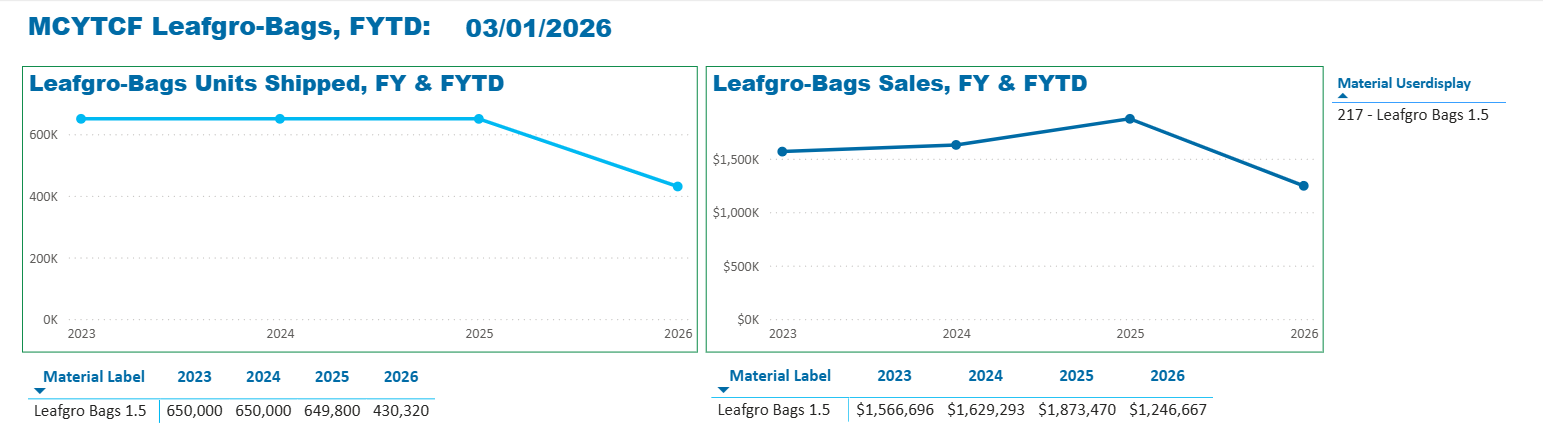 MCYTCF Leafgro-Bags, FYTD: 03/01/2026
Leafgro-Bags Units Shipped, FY & FYTD
600K
400K
200K
0K
2023 2024 2025 2026
Leafgro-Bags Sales, FY & FYTD
$1,500K
$1,000K
$500K
$0K
2023 2024 2025 2026
Material Userdisplay
217 - Leafgro Bags 1.5
Material Label 2023 2024 2025 2026
Leafgro Bags 1.5 650,000 650,000 649,800 430,320
Material Label 2023 2024 2025 2026
Leafgro Bags 1.5 $1,566,696 $1,629,293 $1,873,470 $1,246,667